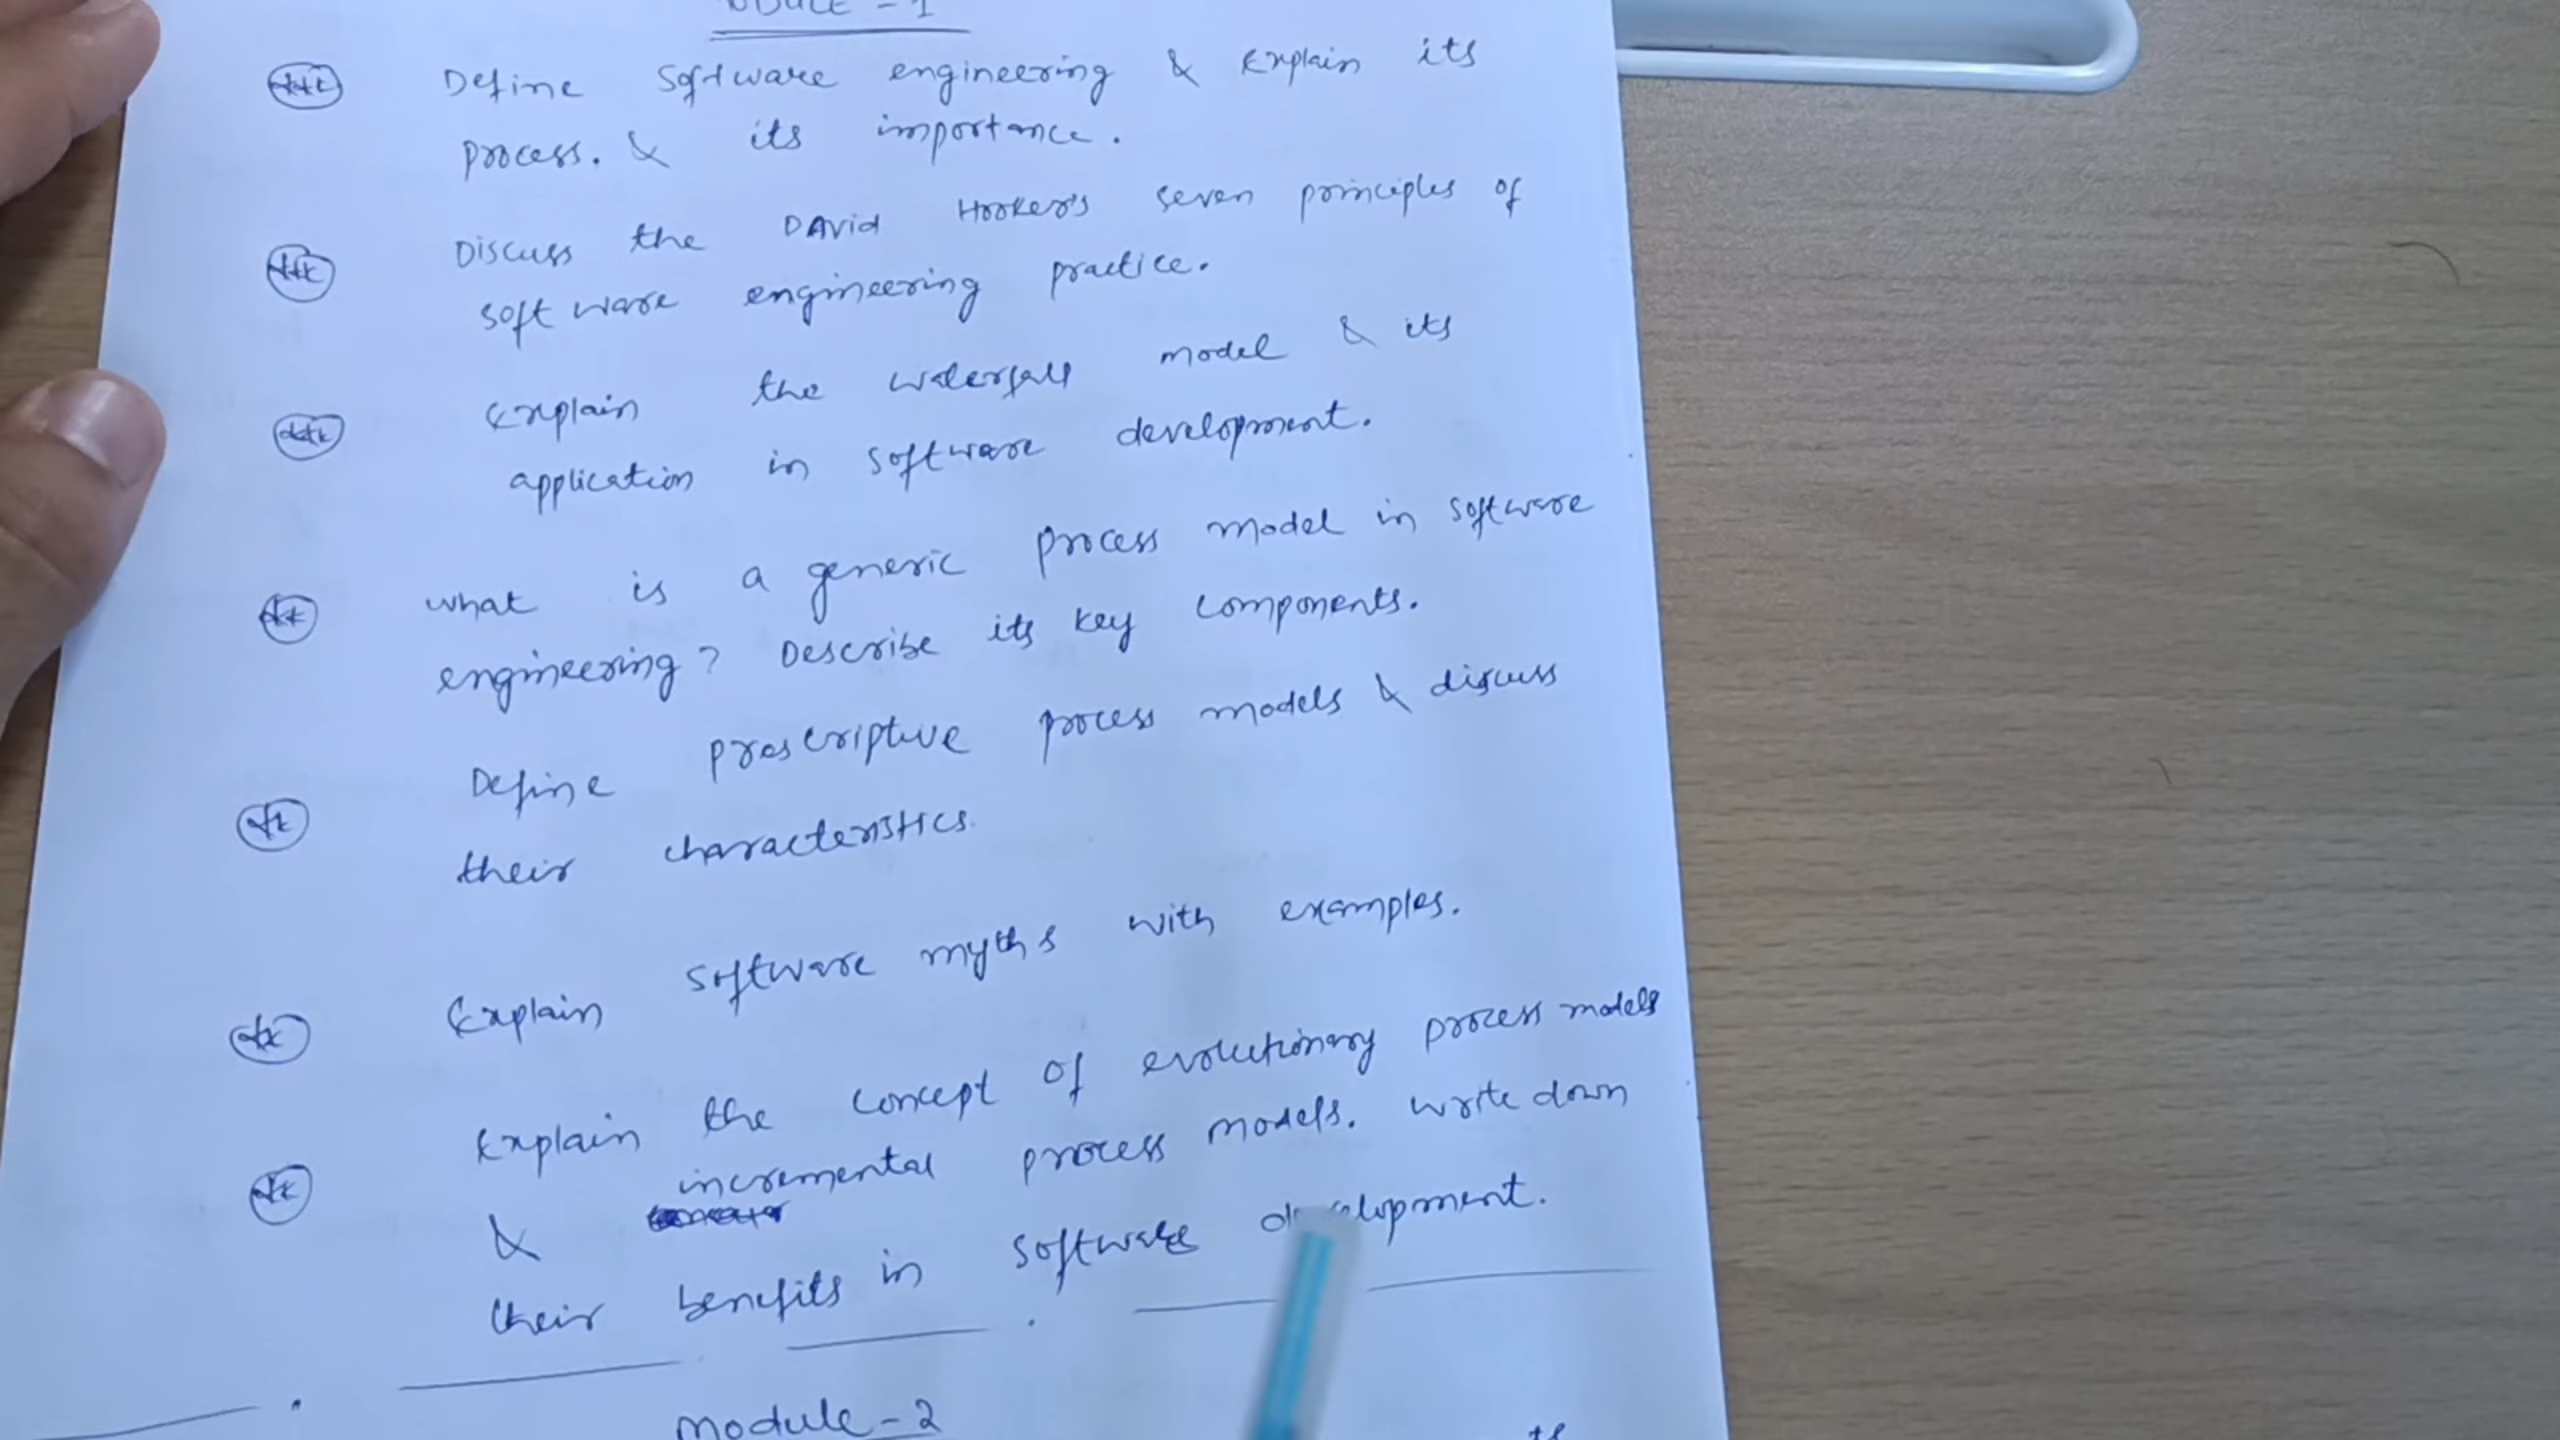 MODULE - 1
*** Define Software engineering & Explain its
process. & its importance.
*** Discuss the DAvid Hooker's seven principles of
software engineering practice.
*** Explain the waterfall model & its
application in software development.
** what is a generic process model in software
engineering? Describe its key components.
** Define prescriptive process models & discuss
their characteristics.
** Explain software myths with examples.
** Explain the concept of evolutionary process models
& incremental process models. write down
their benefits in software development.
Module - 2